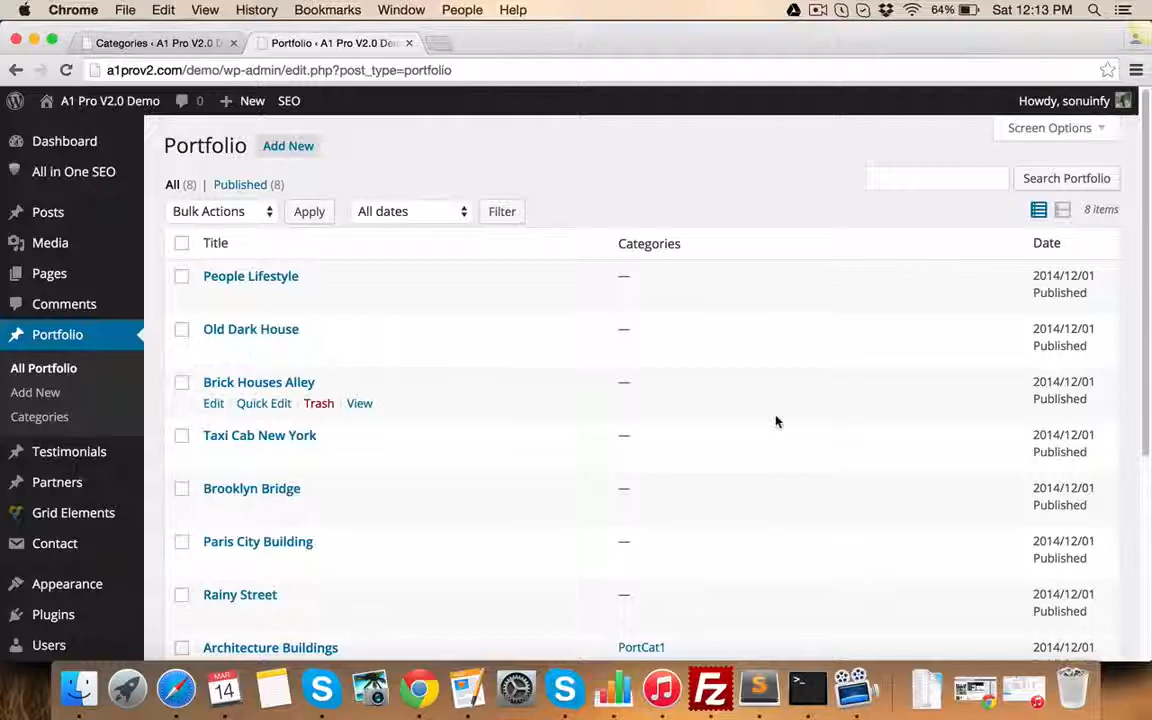 Chrome File Edit View History Bookmarks Window People Help 64% Sat 12:13 PM
Categories ‹ A1 Pro V2.0 D Portfolio ‹ A1 Pro V2.0 De
a1prov2.com/demo/wp-admin/edit.php?post_type=portfolio
A1 Pro V2.0 Demo 0 New SEO Howdy, sonuinfy
Dashboard
All in One SEO
Posts
Media
Pages
Comments
Portfolio
All Portfolio
Add New
Categories
Testimonials
Partners
Grid Elements
Contact
Appearance
Plugins
Users
Portfolio Add New Screen Options
All (8) | Published (8) Search Portfolio
Bulk Actions Apply All dates Filter 8 items
Title Categories Date
People Lifestyle — 2014/12/01
Published
Old Dark House — 2014/12/01
Published
Brick Houses Alley — 2014/12/01
Edit | Quick Edit | Trash | View Published
Taxi Cab New York — 2014/12/01
Published
Brooklyn Bridge — 2014/12/01
Published
Paris City Building — 2014/12/01
Published
Rainy Street — 2014/12/01
Published
Architecture Buildings PortCat1 2014/12/01
MAR
14
Fz